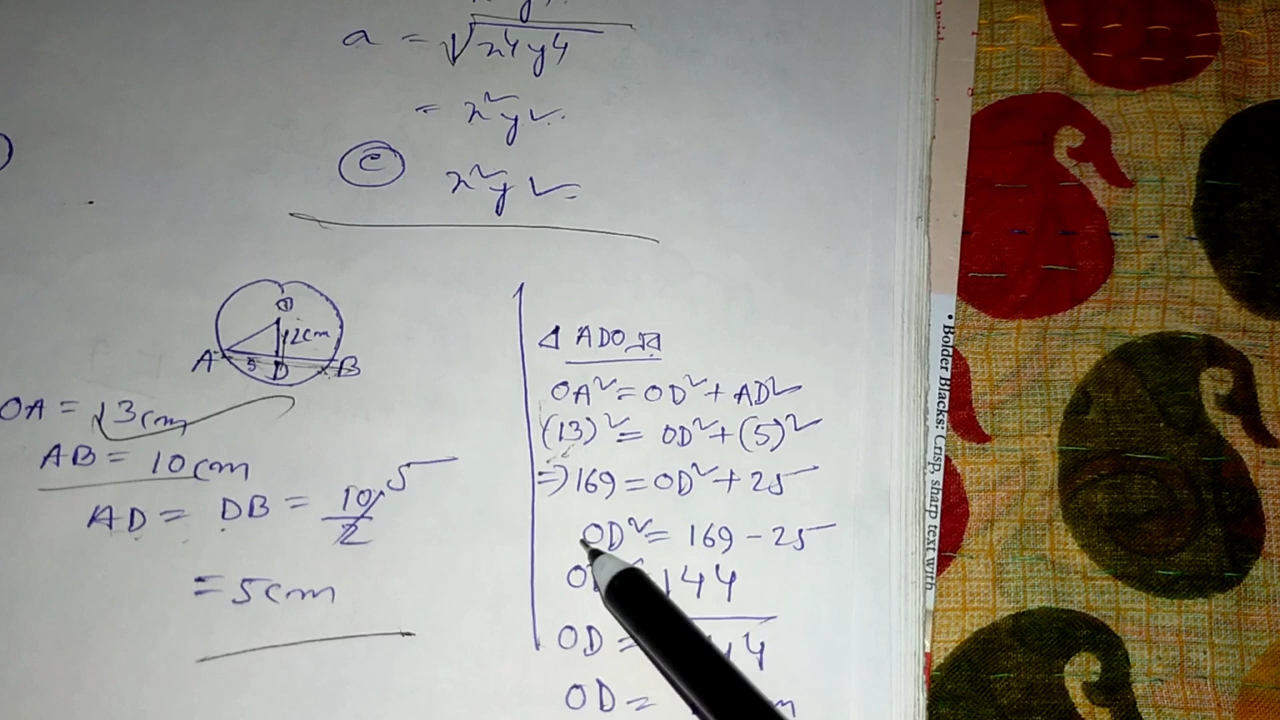 a = √x⁴y⁴
= x²y².
(c) x²y²=
O
12cm
A 5 D B
OA = 13cm
AB = 10cm
AD = DB = 10/2 5
= 5cm
△ ADO এর
OA² = OD² + AD²
(13)² = OD² + (5)²
⇒ 169 = OD² + 25
OD² = 169 - 25
144
OD =
OD =
• Bolder Blacks: Crisp, sharp text with